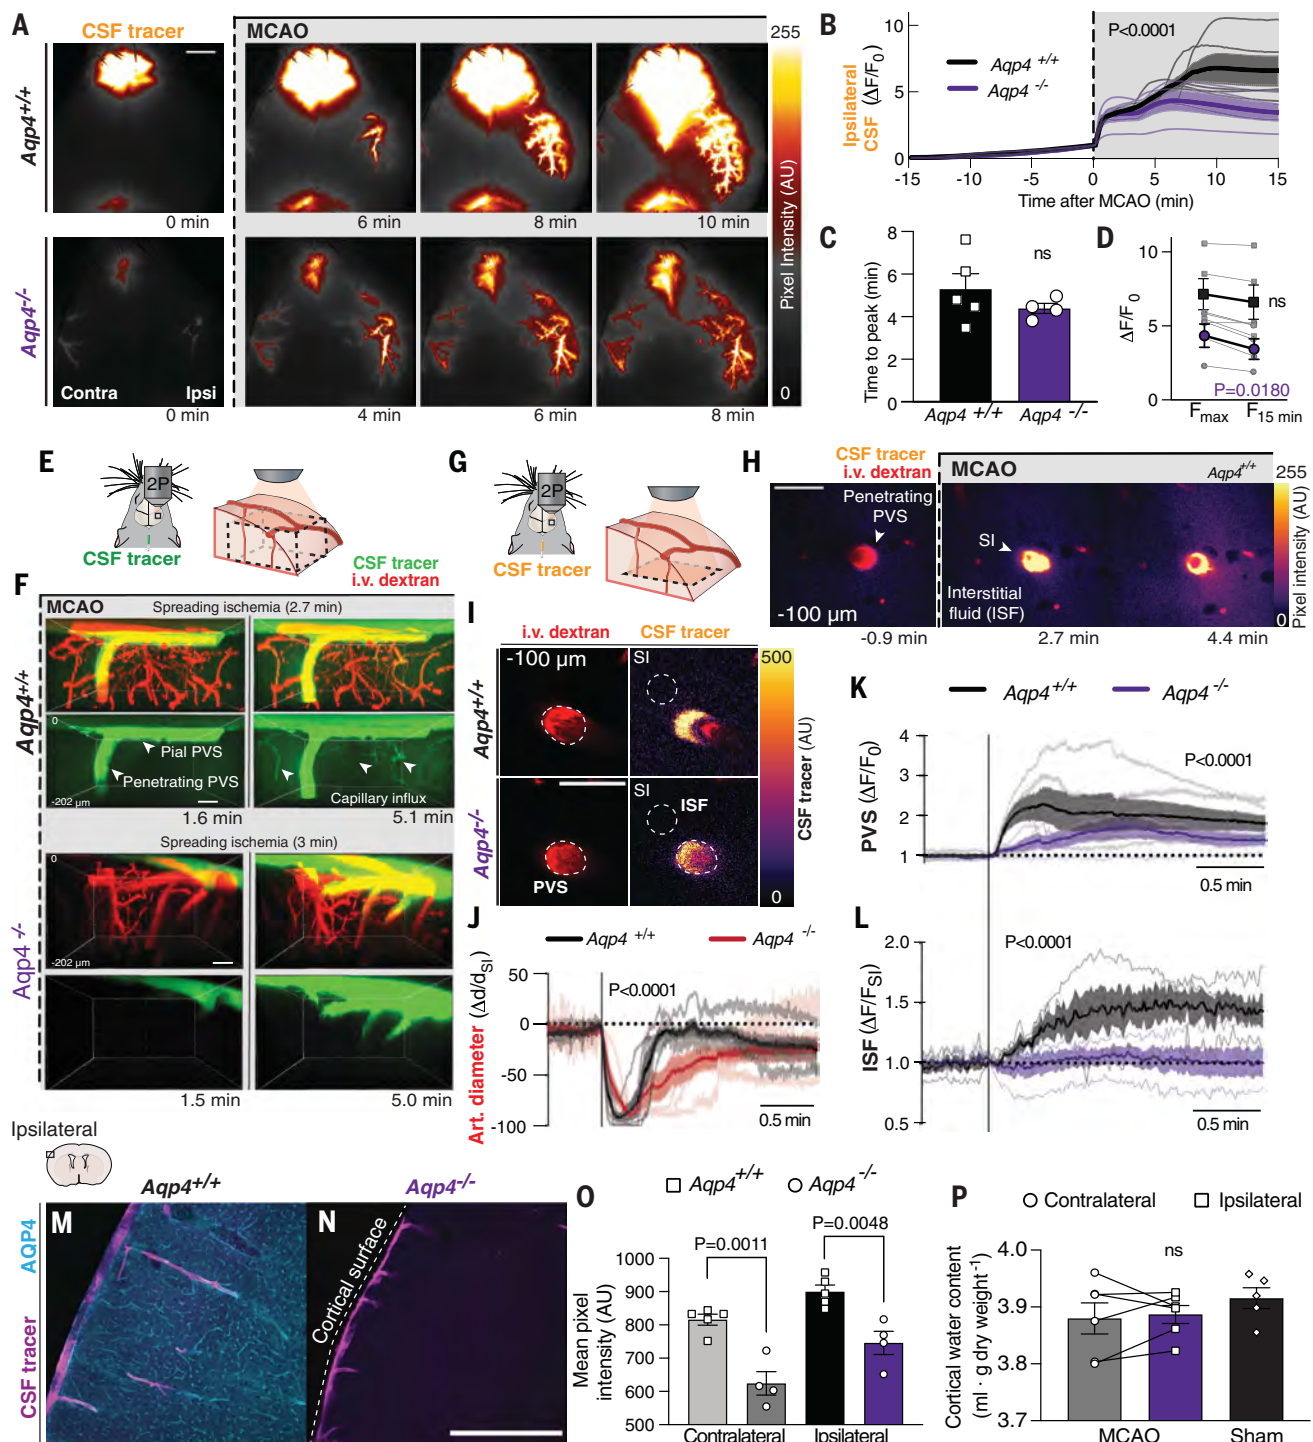 A
CSF tracer
MCAO
255
Aqp4+/+
0 min
6 min
8 min
10 min
Pixel Intensity (AU)
Aqp4-/-
Contra
Ipsi
0
0 min
4 min
6 min
8 min
B
Ipsilateral
CSF (ΔF/F0)
10
5
0
P<0.0001
Aqp4 +/+
Aqp4 -/-
-15
-10
-5
0
5
10
15
Time after MCAO (min)
C
Time to peak (min)
8
6
4
2
0
ns
Aqp4 +/+
Aqp4 -/-
D
ΔF/F0
10
5
0
ns
P=0.0180
Fmax
F15 min
E
2P
CSF tracer
CSF tracer
i.v. dextran
F
MCAO
Spreading ischemia (2.7 min)
Aqp4+/+
0
Pial PVS
Penetrating PVS
-202 µm
Capillary influx
1.6 min
5.1 min
Spreading ischemia (3 min)
Aqp4 -/-
0
-202 µm
1.5 min
5.0 min
G
2P
CSF tracer
H
CSF tracer
i.v. dextran
MCAO
Aqp4+/+
255
Penetrating
PVS
SI
Interstitial
fluid (ISF)
-100 µm
Pixel intensity (AU)
0
-0.9 min
2.7 min
4.4 min
I
i.v. dextran
CSF tracer
-100 µm
SI
500
Aqp4+/+
SI
ISF
Aqp4-/-
PVS
CSF tracer (AU)
0
J
Aqp4 +/+
Aqp4 -/-
Art. diameter (Δd/dSI)
50
0
-50
-100
P<0.0001
0.5 min
K
Aqp4+/+
Aqp4 -/-
PVS (ΔF/F0)
4
3
2
1
P<0.0001
0.5 min
L
ISF (ΔF/FSI)
2.0
1.5
1.0
0.5
P<0.0001
0.5 min
Ipsilateral
Aqp4+/+
Aqp4-/-
M
N
CSF tracer
AQP4
Cortical surface
O
Aqp4+/+
Aqp4-/-
P=0.0011
P=0.0048
Mean pixel
intensity (AU)
1000
900
800
700
600
500
Contralateral
Ipsilateral
P
Contralateral
Ipsilateral
Cortical water content
(ml · g dry weight-1)
4.0
3.9
3.8
3.7
ns
MCAO
Sham